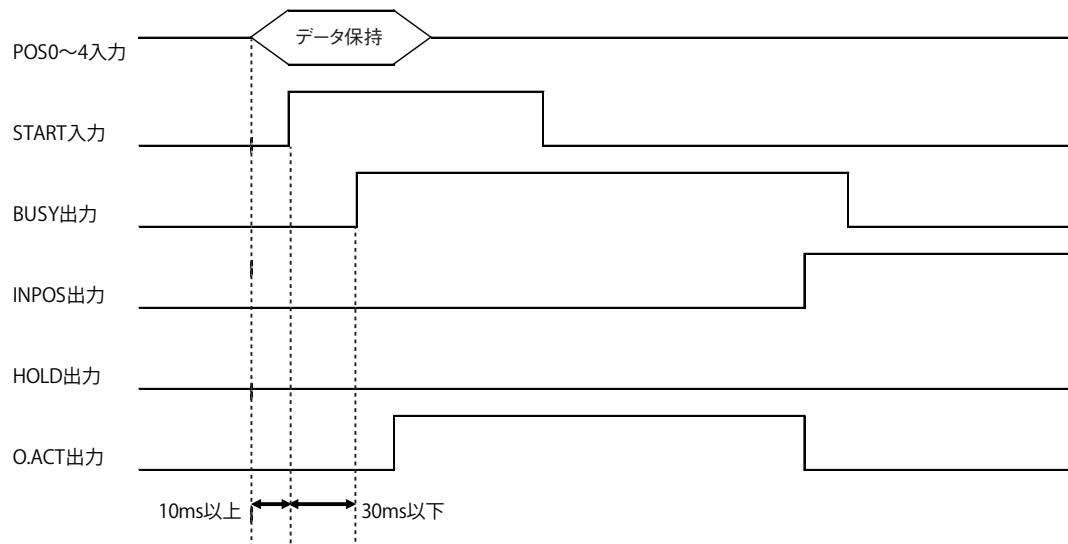 データ保持
POS0～4入力
START入力
BUSY出力
INPOS出力
HOLD出力
O.ACT出力
10ms以上
30ms以下